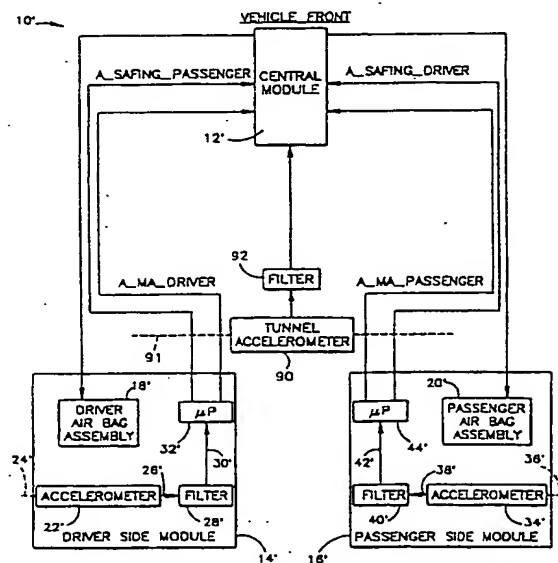 10'
VEHICLE FRONT
A_SAFING_PASSENGER
CENTRAL
MODULE
12'
A_SAFING_DRIVER
92
FILTER
A_MA_DRIVER
A_MA_PASSENGER
TUNNEL
ACCELEROMETER
91
90
18'
DRIVER
AIR BAG
ASSEMBLY
μP
32'
30'
24'
26'
ACCELEROMETER
FILTER
22'
28'
DRIVER SIDE MODULE
14'
μP
44'
20'
PASSENGER
AIR BAG
ASSEMBLY
42'
38'
36'
FILTER
ACCELEROMETER
40'
34'
16'
PASSENGER SIDE MODULE